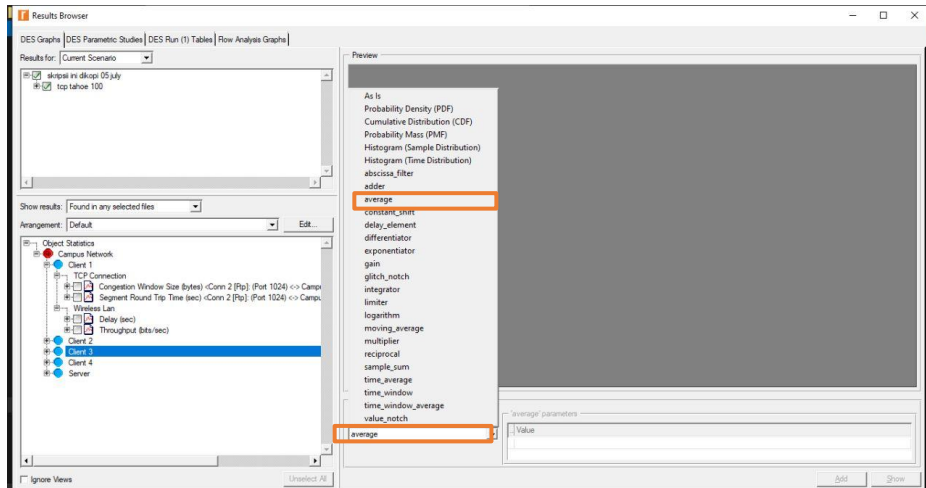 Results Browser
DES Graphs DES Parametric Studies DES Run (1) Tables Flow Analysis Graphs
Results for: Current Scenario
skripsi ini dikopi 05 july
tcp tahoe 100
Show results: Found in any selected files
Arrangement: Default Edit...
Object Statistics
Campus Network
Client 1
TCP Connection
Congestion Window Size (bytes) <Conn 2 [Rtp]: (Port 1024) <-> Campu
Segment Round Trip Time (sec) <Conn 2 [Rtp]: (Port 1024) <-> Campu
Wireless Lan
Delay (sec)
Throughput (bits/sec)
Client 2
Client 3
Client 4
Server
Ignore Views Unselect All
Preview
As Is
Probability Density (PDF)
Cumulative Distribution (CDF)
Probability Mass (PMF)
Histogram (Sample Distribution)
Histogram (Time Distribution)
abscissa_filter
adder
average
constant_shift
delay_element
differentiator
exponentiator
gain
glitch_notch
integrator
limiter
logarithm
moving_average
multiplier
reciprocal
sample_sum
time_average
time_window
time_window_average
value_notch
average
'average' parameters
... Value
Add Show